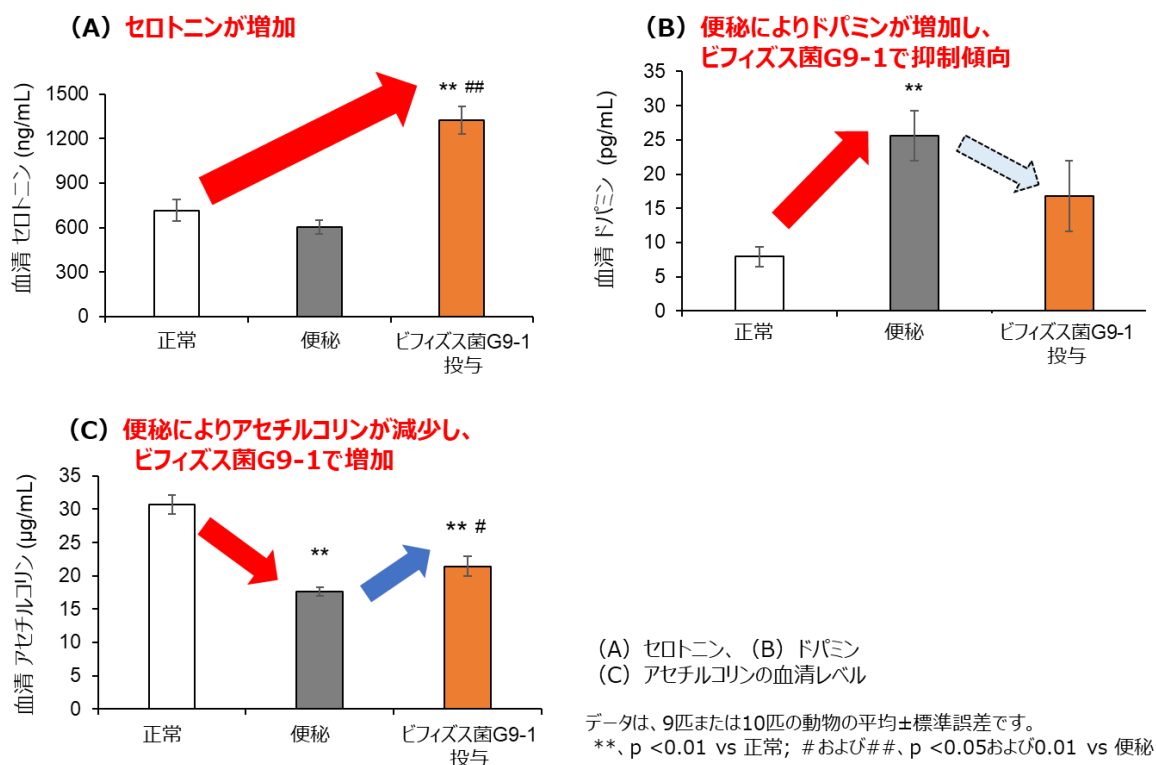 （A）セロトニンが増加
血清 セロトニン (ng/mL)
1500
1200
900
600
300
0
** ##
正常
便秘
ビフィズス菌G9-1
投与
（B）便秘によりドパミンが増加し、
ビフィズス菌G9-1で抑制傾向
血清 ドパミン (pg/mL)
35
30
25
20
15
10
5
0
**
正常
便秘
ビフィズス菌G9-1
投与
（C）便秘によりアセチルコリンが減少し、
ビフィズス菌G9-1で増加
血清 アセチルコリン (μg/mL)
35
30
25
20
15
10
5
0
**
** #
正常
便秘
ビフィズス菌G9-1
投与
（A）セロトニン、（B）ドパミン
（C）アセチルコリンの血清レベル
データは、9匹または10匹の動物の平均±標準誤差です。
**、p <0.01 vs 正常; #および##、p <0.05および0.01 vs 便秘